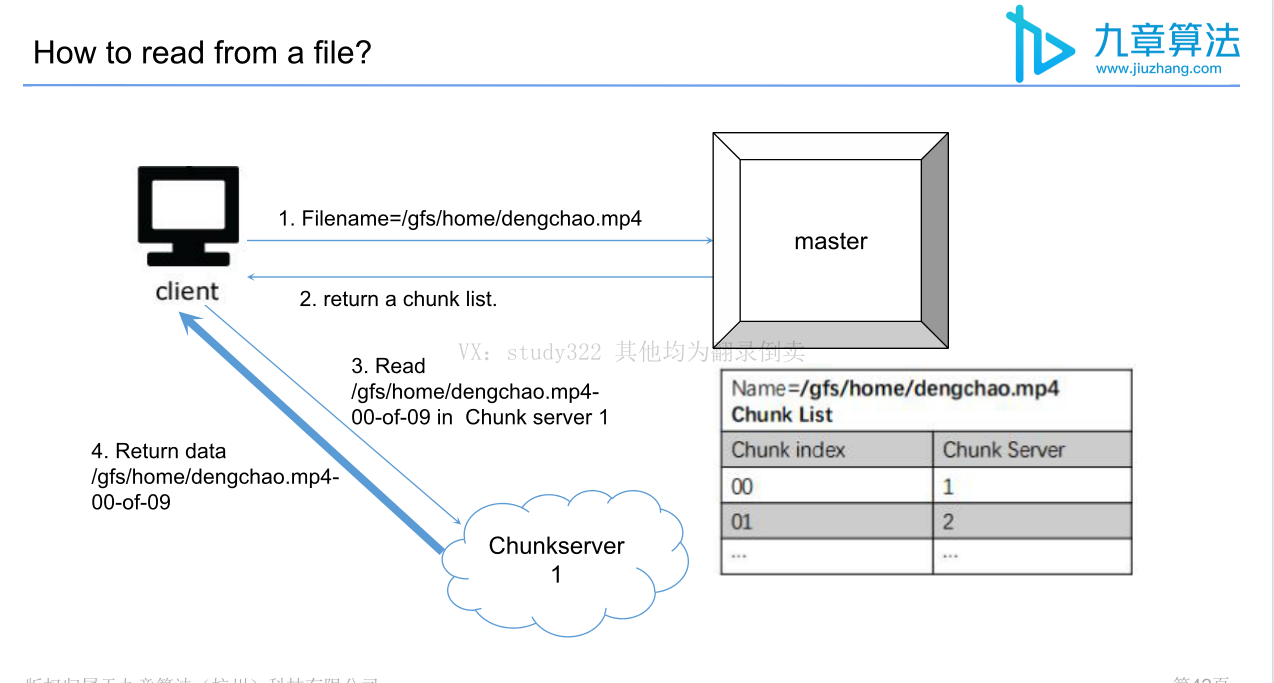 How to read from a file?
九章算法
www.jiuzhang.com
1. Filename=/gfs/home/dengchao.mp4
master
client
2. return a chunk list.
VX: study322 其他均为翻录倒卖
3. Read
/gfs/home/dengchao.mp4-
00-of-09 in Chunk server 1
Name=/gfs/home/dengchao.mp4
Chunk List
Chunk index Chunk Server
00 1
01 2
... ...
4. Return data
/gfs/home/dengchao.mp4-
00-of-09
Chunkserver
1